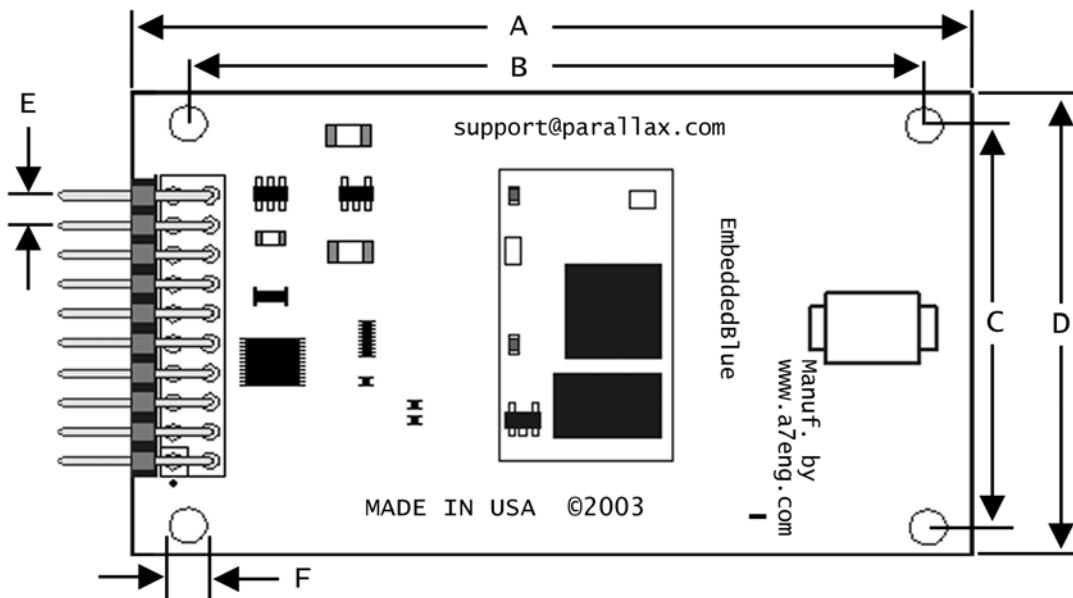 A
B
E
support@parallax.com
EmbeddedBlue
C
D
Manuf. by
www.a7eng.com
MADE IN USA ©2003
F